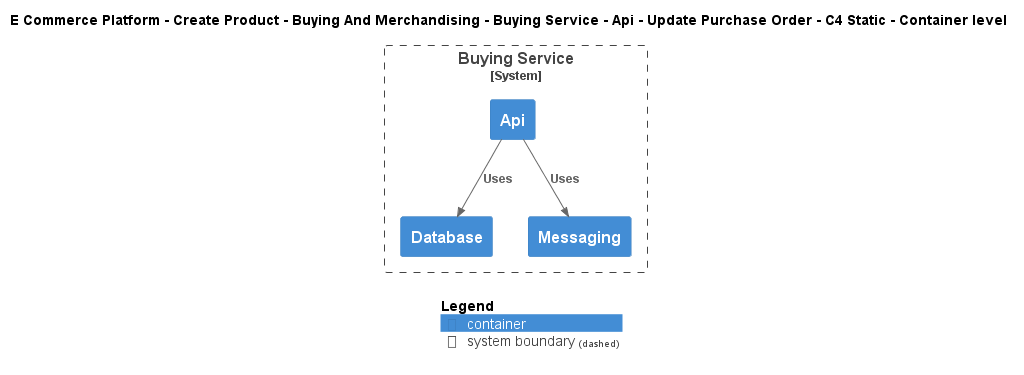 E Commerce Platform - Create Product - Buying And Merchandising - Buying Service - Api - Update Purchase Order - C4 Static - Container level
Buying Service
[System]
Api
Uses Uses
Database Messaging
Legend
container
system boundary (dashed)